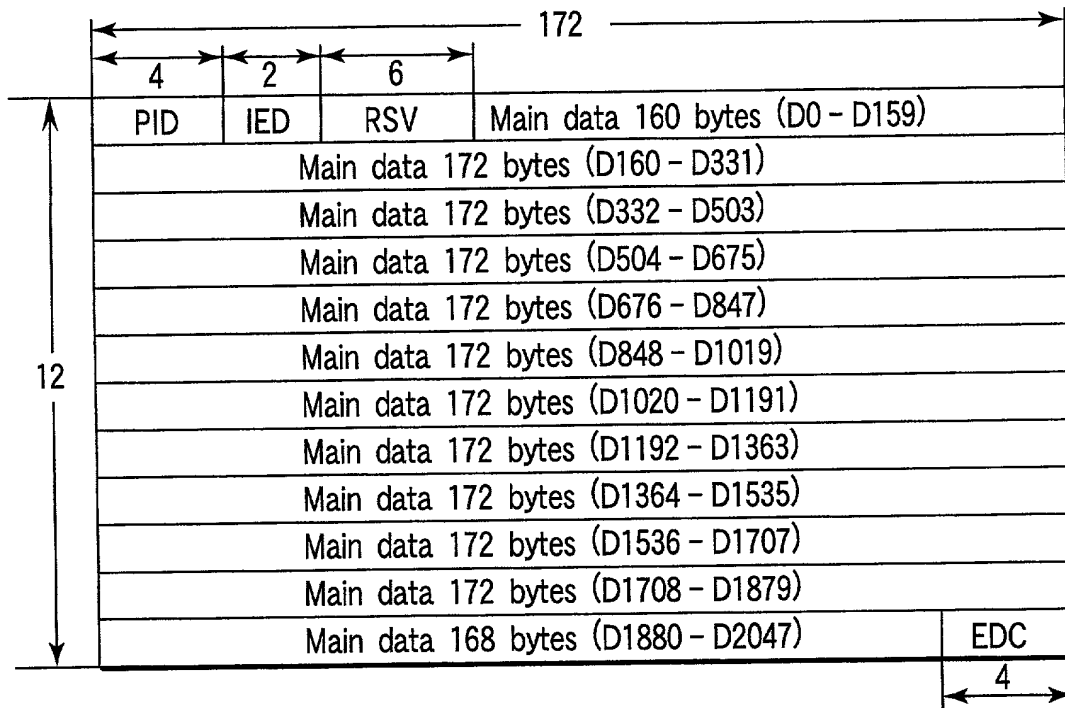 172
4 2 6
PID IED RSV Main data 160 bytes (D0 – D159)
Main data 172 bytes (D160 – D331)
Main data 172 bytes (D332 – D503)
Main data 172 bytes (D504 – D675)
Main data 172 bytes (D676 – D847)
Main data 172 bytes (D848 – D1019)
12
Main data 172 bytes (D1020 – D1191)
Main data 172 bytes (D1192 – D1363)
Main data 172 bytes (D1364 – D1535)
Main data 172 bytes (D1536 – D1707)
Main data 172 bytes (D1708 – D1879)
Main data 168 bytes (D1880 – D2047) EDC
4